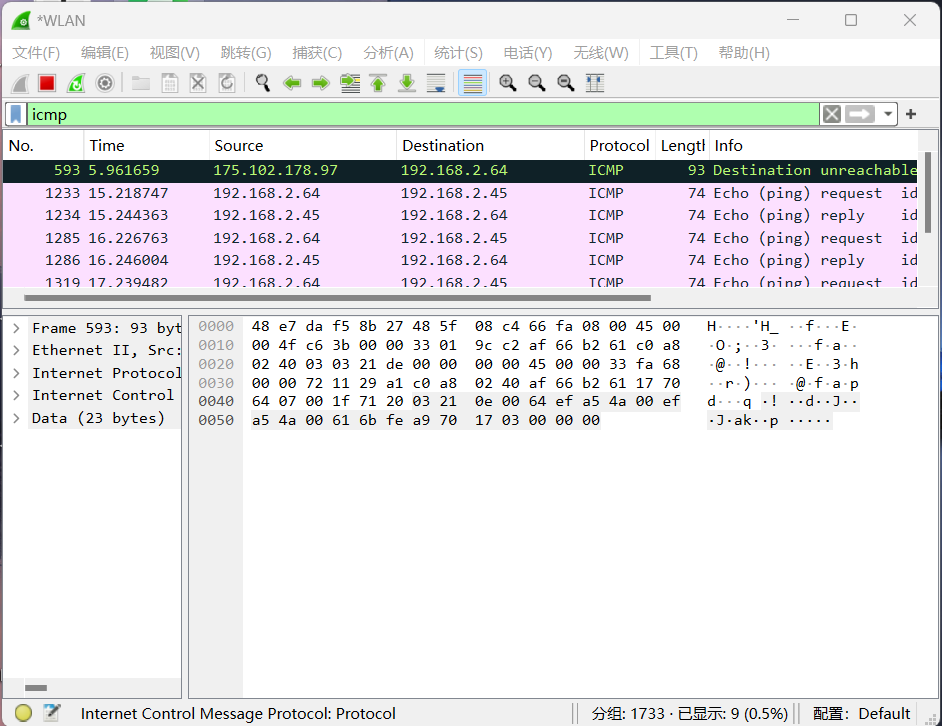 *WLAN
文件(F) 编辑(E) 视图(V) 跳转(G) 捕获(C) 分析(A) 统计(S) 电话(Y) 无线(W) 工具(T) 帮助(H)
icmp
No. Time Source Destination Protocol Length Info
593 5.961659 175.102.178.97 192.168.2.64 ICMP 93 Destination unreachable
1233 15.218747 192.168.2.64 192.168.2.45 ICMP 74 Echo (ping) request id
1234 15.244363 192.168.2.45 192.168.2.64 ICMP 74 Echo (ping) reply id
1285 16.226763 192.168.2.64 192.168.2.45 ICMP 74 Echo (ping) request id
1286 16.246004 192.168.2.45 192.168.2.64 ICMP 74 Echo (ping) reply id
1319 17.239482 192.168.2.64 192.168.2.45 ICMP 74 Echo (ping) request id
Frame 593: 93 byt
Ethernet II, Src:
Internet Protocol
Internet Control
Data (23 bytes)
0000 48 e7 da f5 8b 27 48 5f 08 c4 66 fa 08 00 45 00 H····'H_ ··f···E·
0010 00 4f c6 3b 00 00 33 01 9c c2 af 66 b2 61 c0 a8 ·O·;··3· ···f·a··
0020 02 40 03 03 21 de 00 00 00 00 45 00 00 33 fa 68 ·@··!··· ··E··3·h
0030 00 00 72 11 29 a1 c0 a8 02 40 af 66 b2 61 17 70 ··r·)··· ·@·f·a·p
0040 64 07 00 1f 71 20 03 21 0e 00 64 ef a5 4a 00 ef d···q ·! ··d··J··
0050 a5 4a 00 61 6b fe a9 70 17 03 00 00 00 ·J·ak··p ·····
Internet Control Message Protocol: Protocol 分组: 1733 · 已显示: 9 (0.5%) 配置: Default